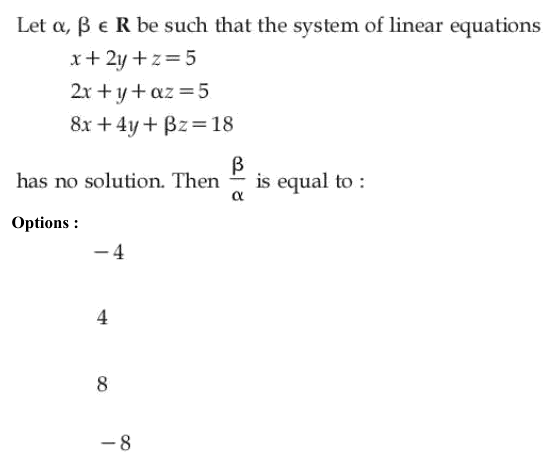 Let α, β ϵ R be such that the system of linear equations
x + 2y + z = 5
2x + y + αz = 5
8x + 4y + βz = 18
has no solution. Then β/α is equal to :
Options :
− 4
4
8
− 8